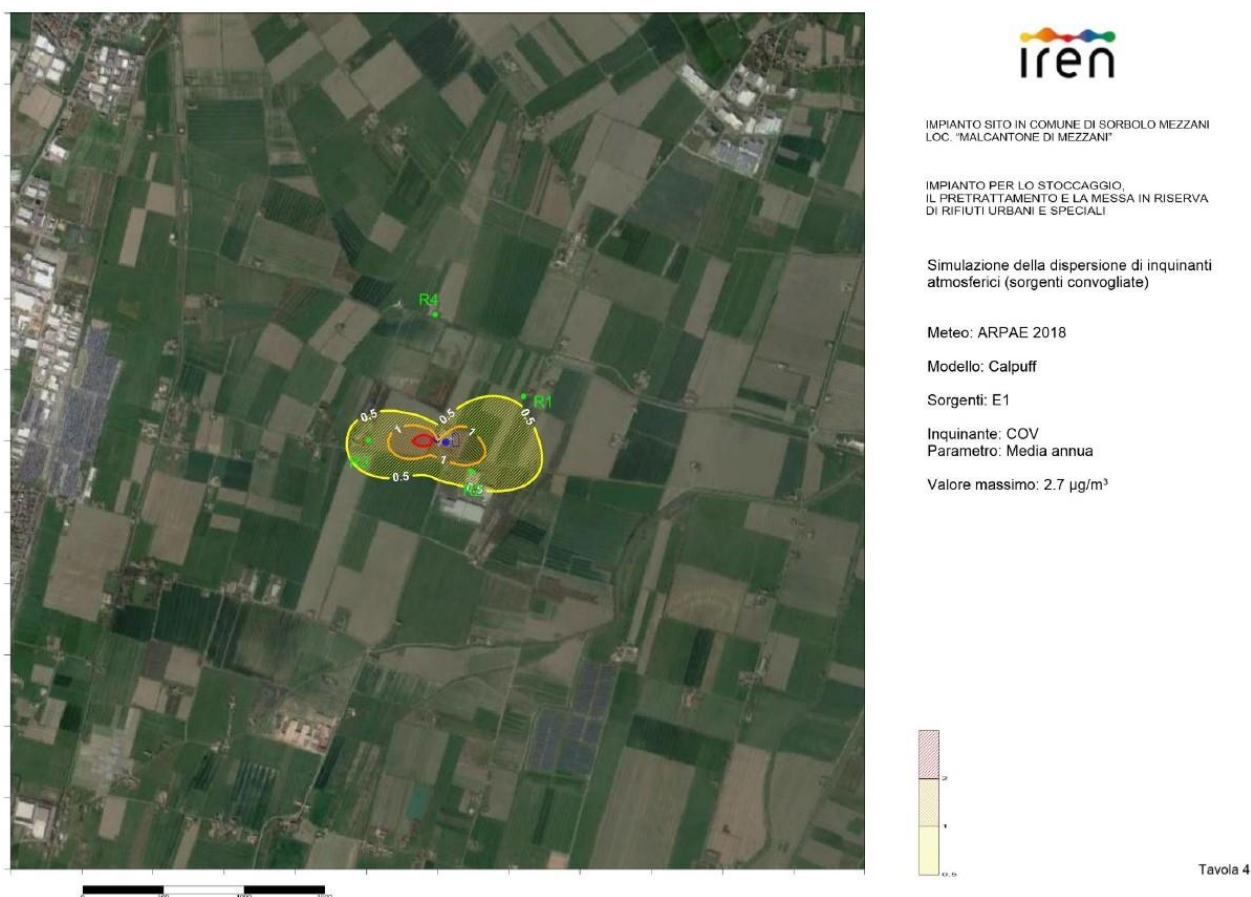 iren
IMPIANTO SITO IN COMUNE DI SORBOLO MEZZANI
LOC. "MALCANTONE DI MEZZANI"
IMPIANTO PER LO STOCCAGGIO,
IL PRETRATTAMENTO E LA MESSA IN RISERVA
DI RIFIUTI URBANI E SPECIALI
Simulazione della dispersione di inquinanti
atmosferici (sorgenti convogliate)
Meteo: ARPAE 2018
Modello: Calpuff
Sorgenti: E1
Inquinante: COV
Parametro: Media annua
Valore massimo: 2.7 µg/m³
R4
R1
0.5
0.5
0.5
1
1
1
0.5
0.5
2
1
0.5
Tavola 4